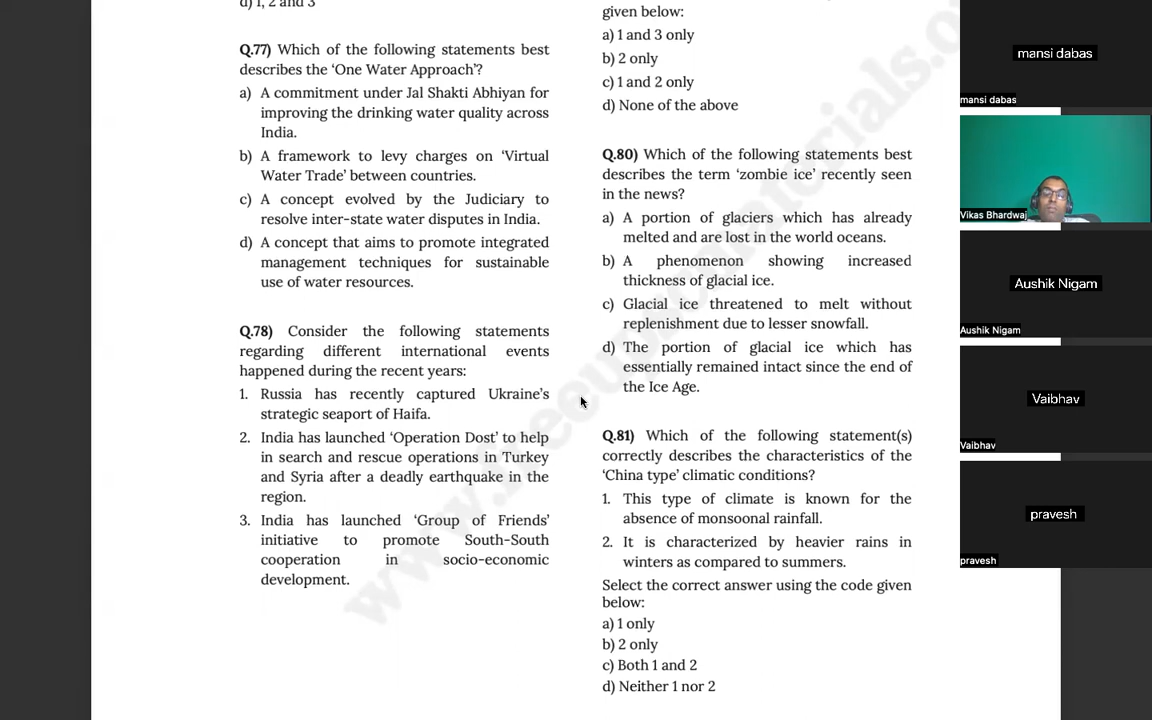 d) 1, 2 and 3
Q.77) Which of the following statements best
describes the ‘One Water Approach’?
a) A commitment under Jal Shakti Abhiyan for
improving the drinking water quality across
India.
b) A framework to levy charges on ‘Virtual
Water Trade’ between countries.
c) A concept evolved by the Judiciary to
resolve inter-state water disputes in India.
d) A concept that aims to promote integrated
management techniques for sustainable
use of water resources.
Q.78) Consider the following statements
regarding different international events
happened during the recent years:
1. Russia has recently captured Ukraine’s
strategic seaport of Haifa.
2. India has launched ‘Operation Dost’ to help
in search and rescue operations in Turkey
and Syria after a deadly earthquake in the
region.
3. India has launched ‘Group of Friends’
initiative to promote South-South
cooperation in socio-economic
development.
given below:
a) 1 and 3 only
b) 2 only
c) 1 and 2 only
d) None of the above
Q.80) Which of the following statements best
describes the term ‘zombie ice’ recently seen
in the news?
a) A portion of glaciers which has already
melted and are lost in the world oceans.
b) A phenomenon showing increased
thickness of glacial ice.
c) Glacial ice threatened to melt without
replenishment due to lesser snowfall.
d) The portion of glacial ice which has
essentially remained intact since the end of
the Ice Age.
Q.81) Which of the following statement(s)
correctly describes the characteristics of the
‘China type’ climatic conditions?
1. This type of climate is known for the
absence of monsoonal rainfall.
2. It is characterized by heavier rains in
winters as compared to summers.
Select the correct answer using the code given
below:
a) 1 only
b) 2 only
c) Both 1 and 2
d) Neither 1 nor 2
mansi dabas
mansi dabas
Vikas Bhardwaj
Aushik Nigam
Aushik Nigam
Vaibhav
Vaibhav
pravesh
pravesh